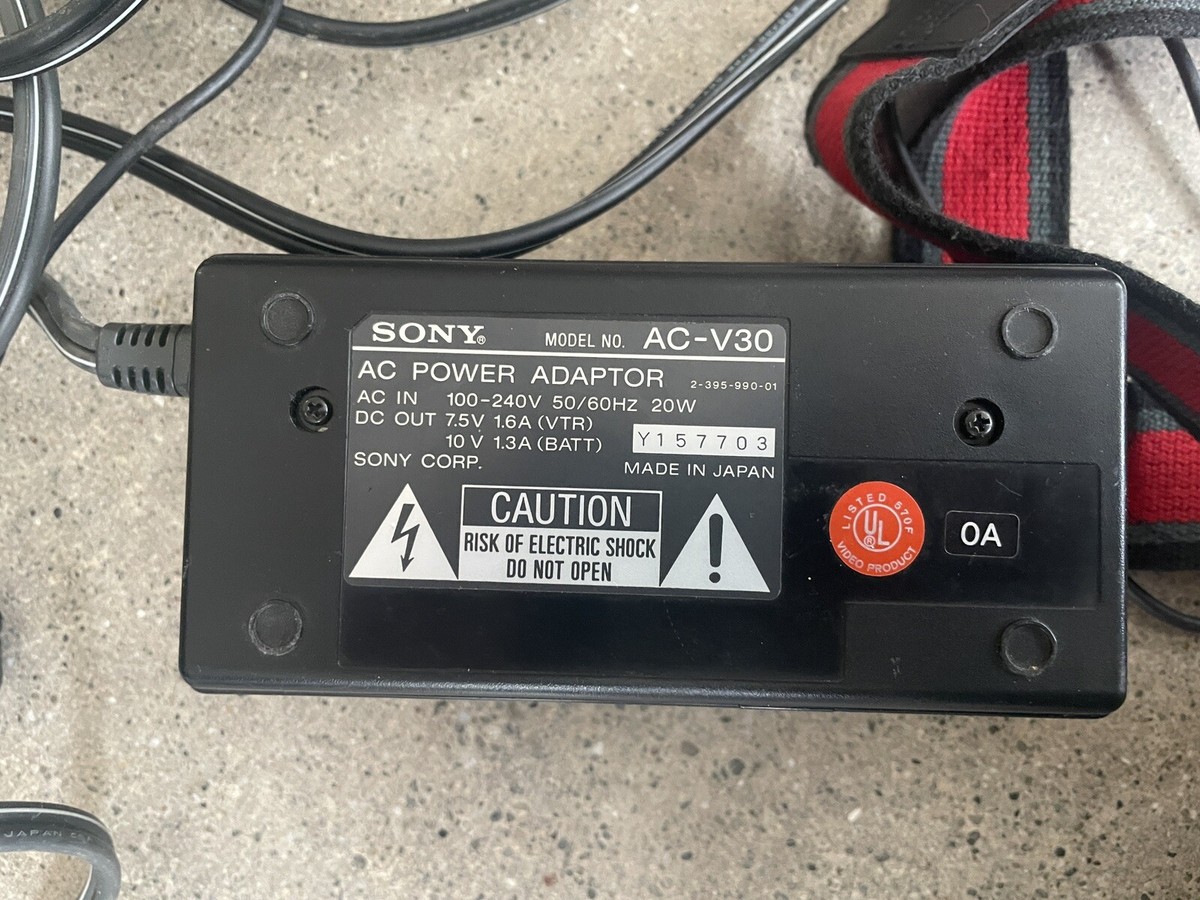 SONY® MODEL NO. AC-V30
AC POWER ADAPTOR 2-395-990-01
AC IN 100-240V 50/60Hz 20W
DC OUT 7.5V 1.6A (VTR)
10 V 1.3A (BATT)
Y157703
SONY CORP. MADE IN JAPAN
CAUTION
RISK OF ELECTRIC SHOCK
DO NOT OPEN
LISTED 570F
UL®
VIDEO PRODUCT
OA
JAPAN